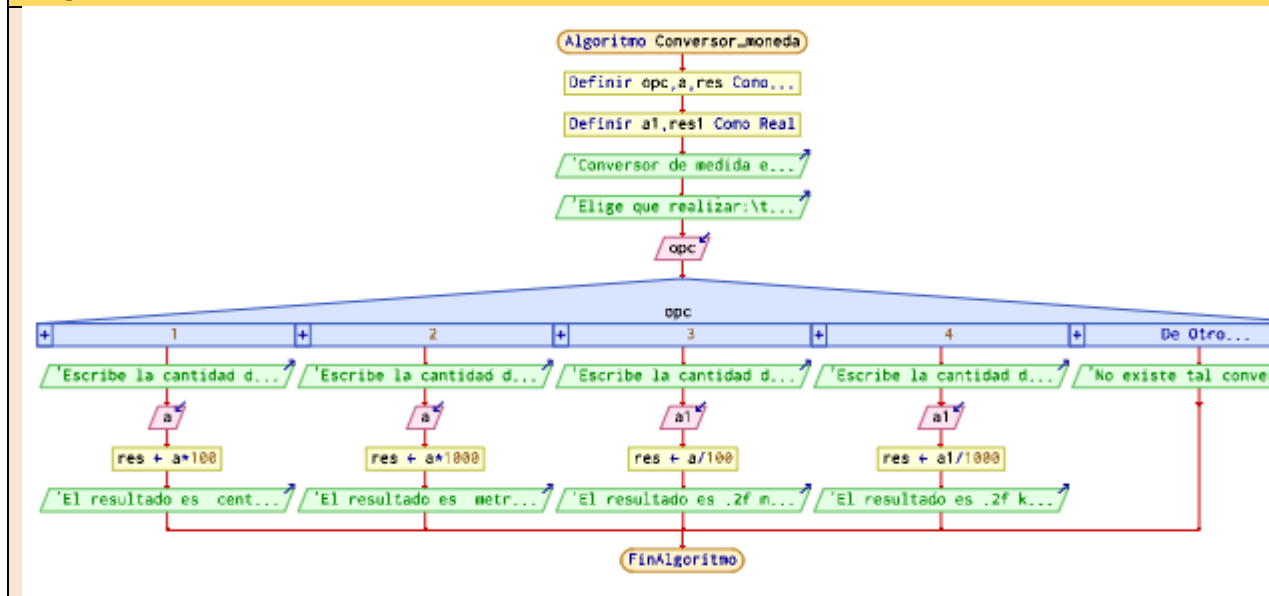 Algoritmo Conversor_moneda
Definir opc,a,res Como...
Definir a1,res1 Como Real
'Conversor de medida e...
'Elige que realizar:\t...
opc
opc
+ 1 + 2 + 3 + 4 + De Otro...
'Escribe la cantidad d... 'Escribe la cantidad d... 'Escribe la cantidad d... 'Escribe la cantidad d... 'No existe tal conve
a a a1 a1
res ← a*100 res ← a*1000 res ← a/100 res ← a1/1000
'El resultado es  cent... 'El resultado es  metr... 'El resultado es .2f m... 'El resultado es .2f k...
FinAlgoritmo